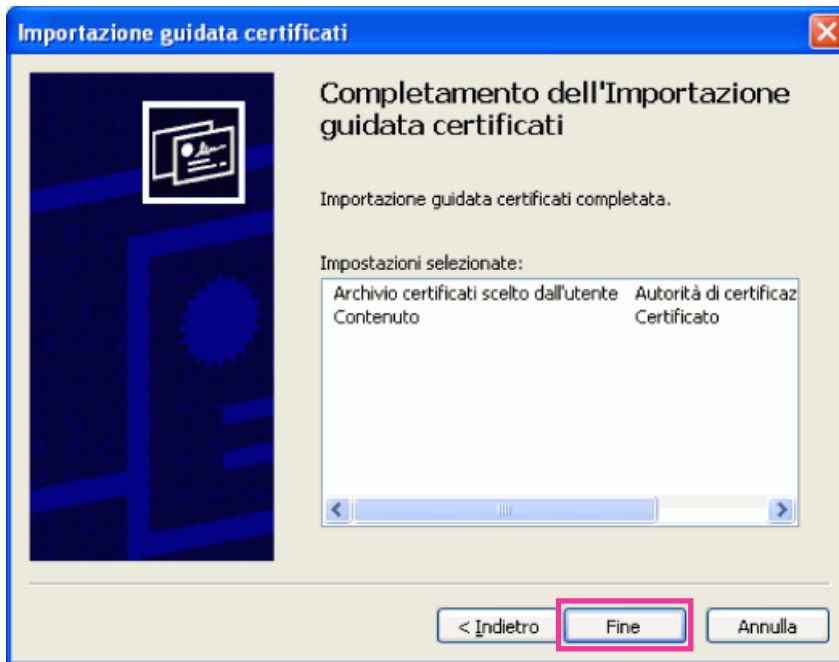 Importazione guidata certificati
Completamento dell'Importazione
guidata certificati
Importazione guidata certificati completata.
Impostazioni selezionate:
Archivio certificati scelto dall'utente Autorità di certificaz
Contenuto Certificato
< Indietro Fine Annulla